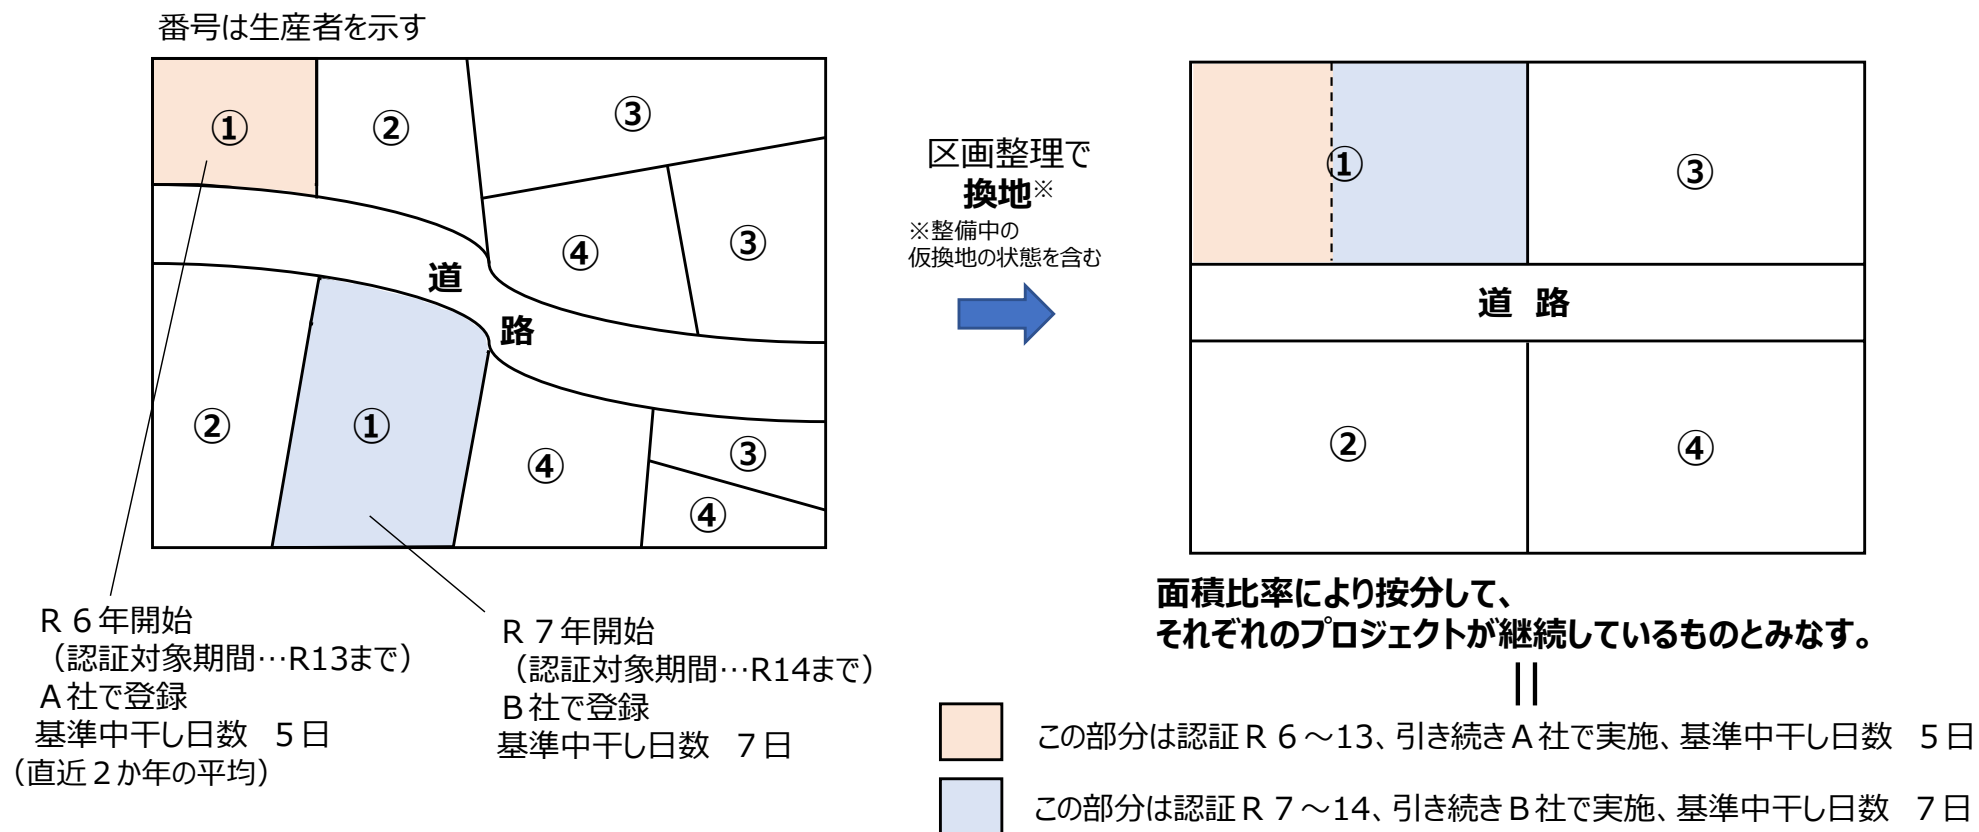 番号は生産者を示す
①
②
③
④
③
道
路
②
①
④
③
④
R6年開始
(認証対象期間…R13まで)
A社で登録
基準中干し日数 5日
(直近2か年の平均)
R7年開始
(認証対象期間…R14まで)
B社で登録
基準中干し日数 7日
区画整理で
換地※
※整備中の
仮換地の状態を含む
①
③
道 路
②
④
面積比率により按分して、
それぞれのプロジェクトが継続しているものとみなす。
||
この部分は認証R6~13、引き続きA社で実施、基準中干し日数 5日
この部分は認証R7~14、引き続きB社で実施、基準中干し日数 7日